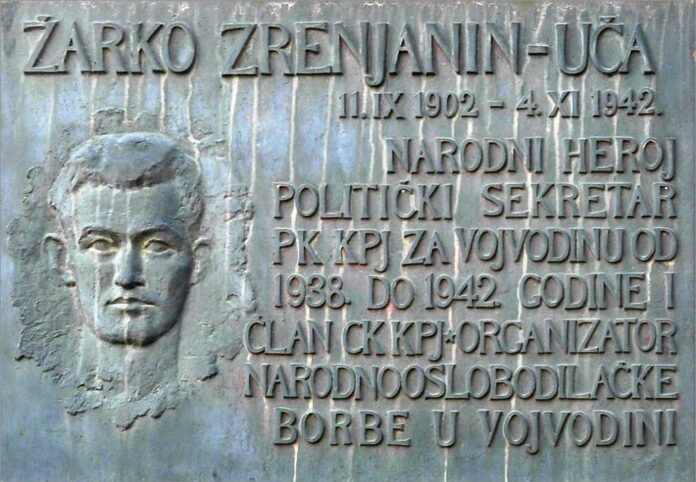 ŽARKO ZRENJANIN-UČA
11.IX 1902 - 4. XI 1942.
NARODNI HEROJ
POLITIČKI SEKRETAR
PK KPJ ZA VOJVODINU OD
1938. DO 1942. GODINE I
ČLAN CK KPJ*ORGANIZATOR
NARODNOOSLOBODILAČKE
BORBE U VOJVODINI